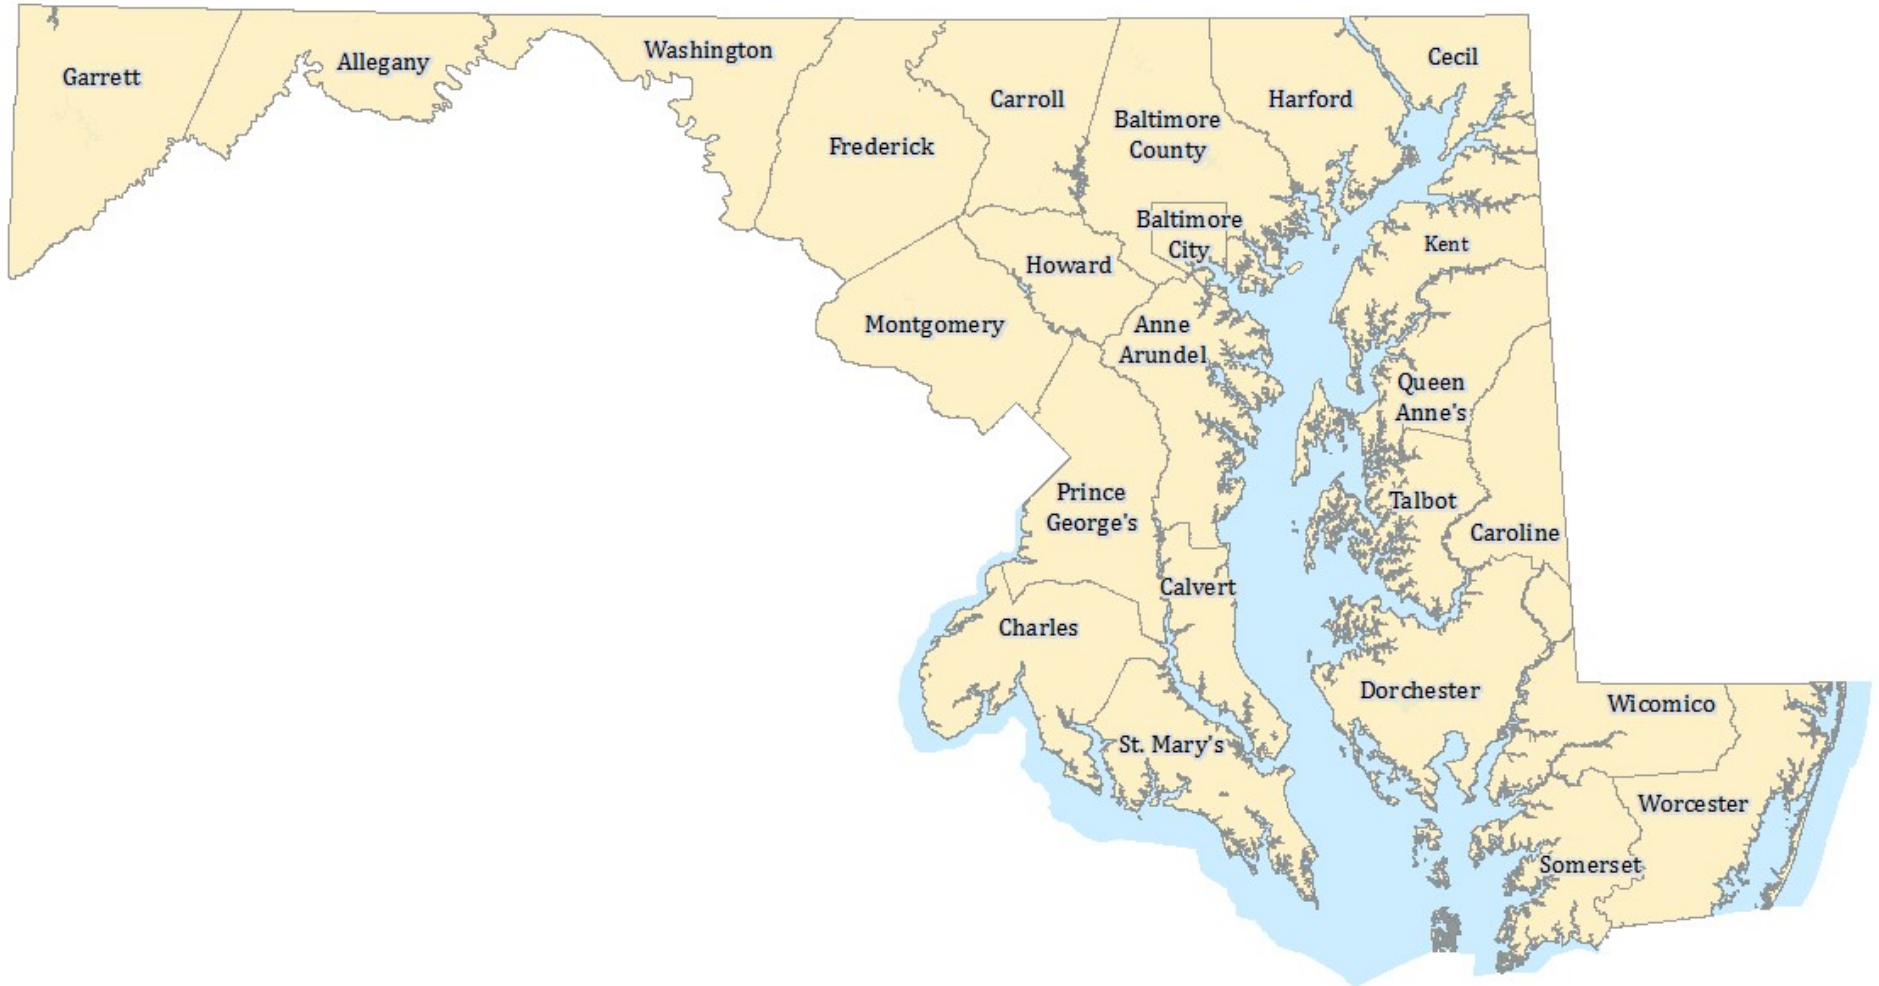 Garrett
Allegany
Washington
Frederick
Carroll
Baltimore
County
Harford
Cecil
Baltimore
City
Kent
Howard
Montgomery
Anne
Arundel
Queen
Anne's
Prince
George's
Talbot
Caroline
Calvert
Charles
Dorchester
Wicomico
St. Mary's
Worcester
Somerset